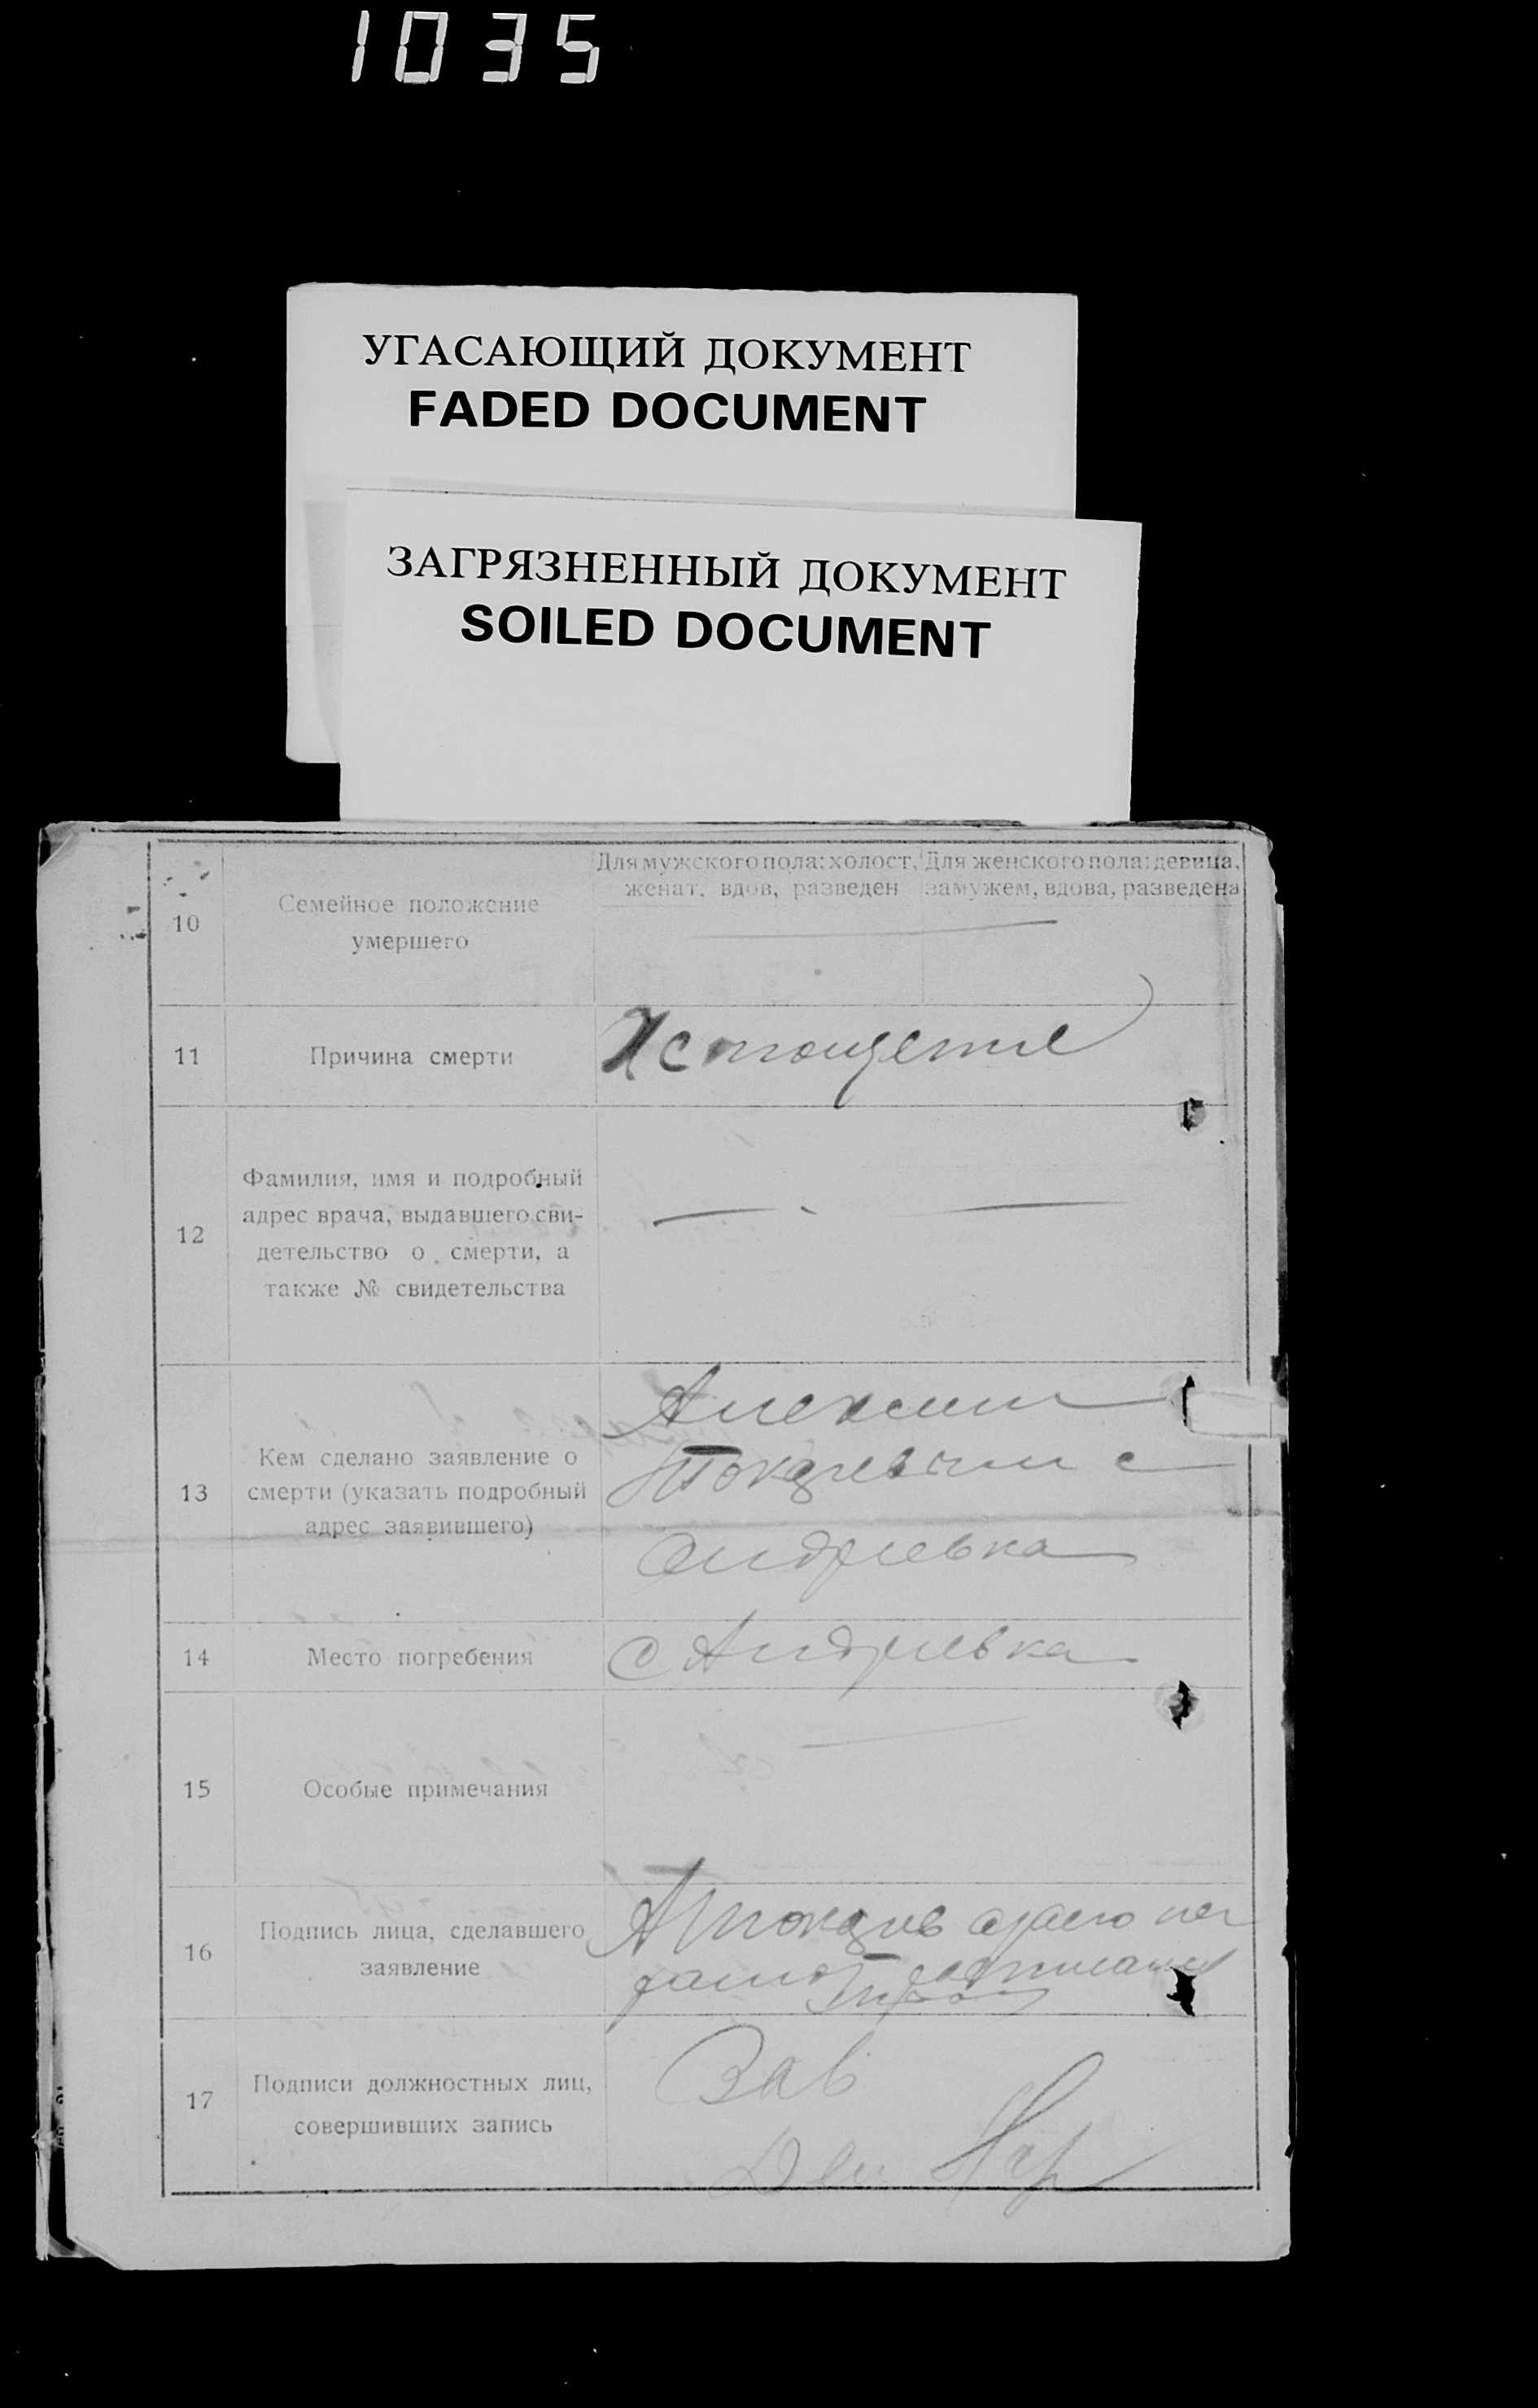 1035
УГАСАЮЩИЙ ДОКУМЕНТ
FADED DOCUMENT
ЗАГРЯЗНЕННЫЙ ДОКУМЕНТ
SOILED DOCUMENT
10
Семейное положение
умершего
Для мужского пола: холост,
женат, вдов, разведен
Для женского пола: девица,
замужем, вдова, разведена
11
Причина смерти
Истощение
12
Фамилия, имя и подробный
адрес врача, выдавшего сви-
детельство о смерти, а
также № свидетельства
13
Кем сделано заявление о
смерти (указать подробный
адрес заявившего)
с
Андреевка
14
Место погребения
с Андреевка
15
Особые примечания
16
Подпись лица, сделавшего
заявление
А
17
Подписи должностных лиц,
совершивших запись
Зав